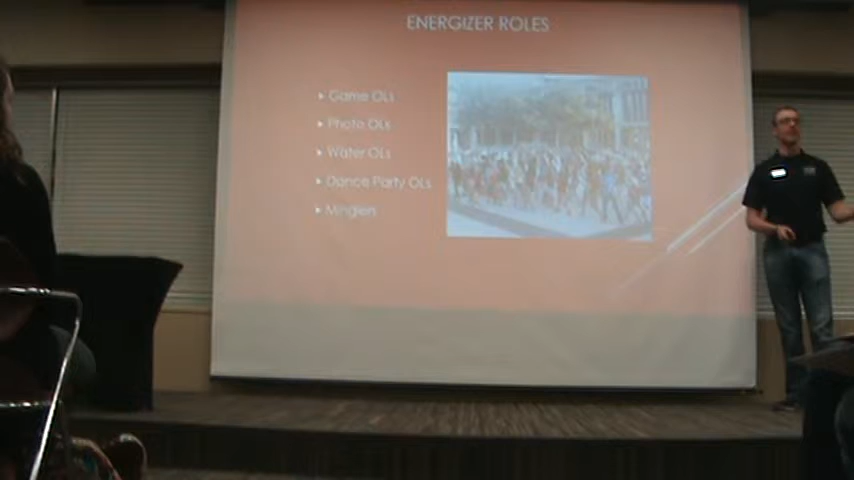 ENERGIZER ROLES
Game OLs
Photo OLs
Water OLs
Dance Party OLs
Minglers